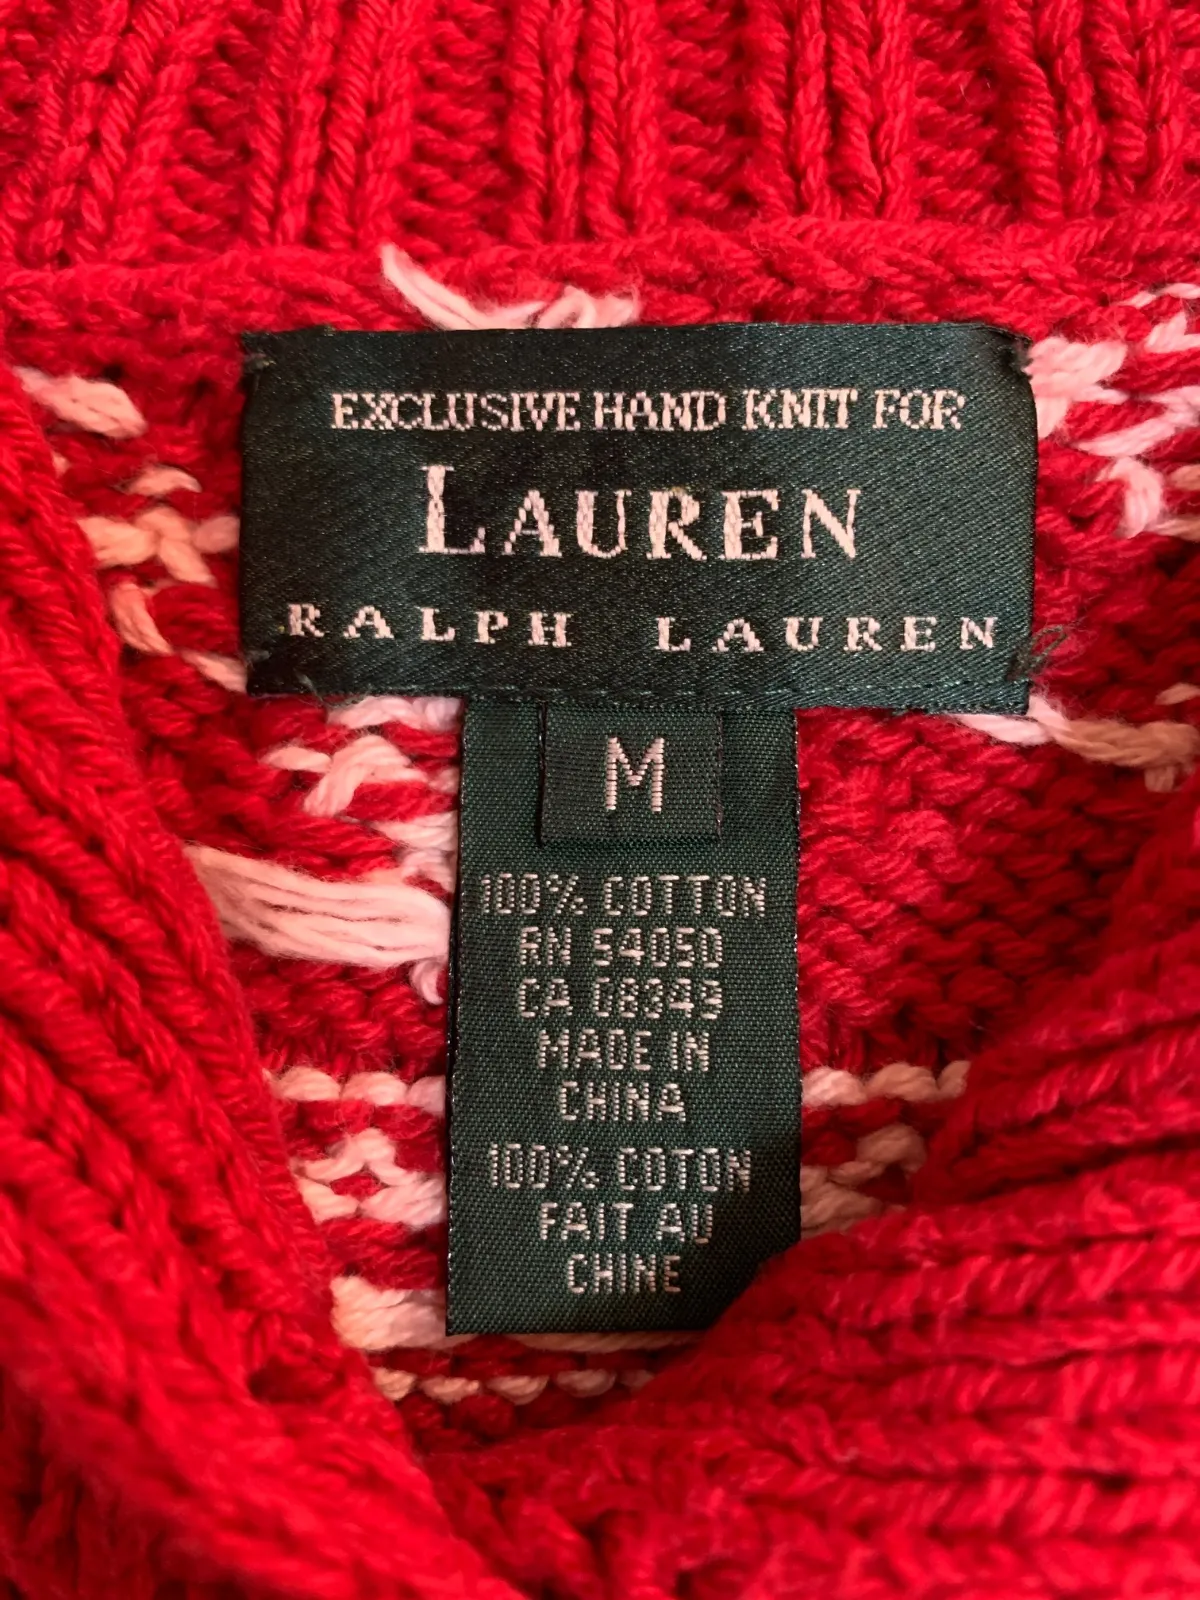 EXCLUSIVE HAND KNIT FOR
LAUREN
RALPH LAUREN
M
100% COTTON
RN 54050
CA 08349
MADE IN
CHINA
100% COTON
FAIT AU
CHINE